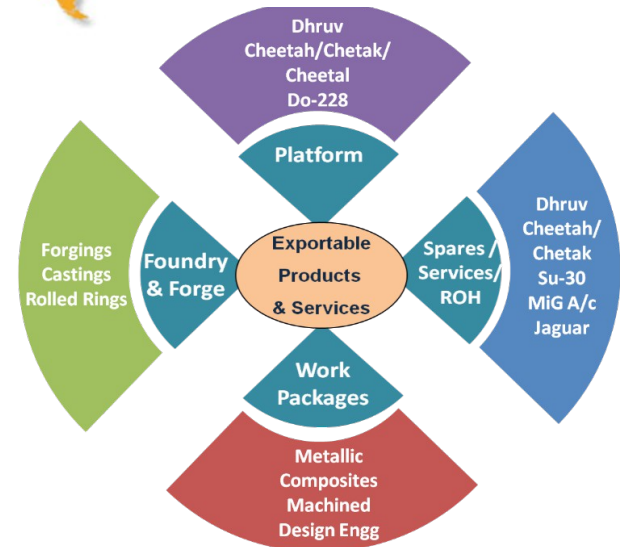 Dhruv
Cheetah/Chetak/
Cheetal
Do-228
Platform
Forgings
Castings
Rolled Rings
Foundry
& Forge
Exportable
Products
& Services
Spares /
Services/
ROH
Dhruv
Cheetah/
Chetak
Su-30
MiG A/c
Jaguar
Work
Packages
Metallic
Composites
Machined
Design Engg